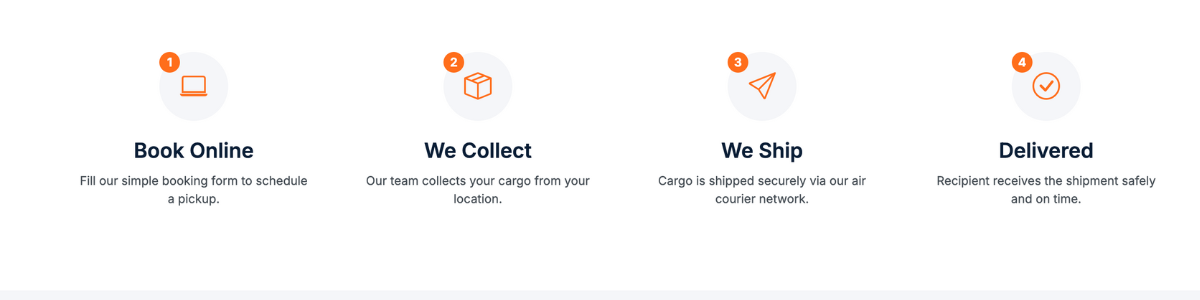 1
Book Online
Fill our simple booking form to schedule
a pickup.
2
We Collect
Our team collects your cargo from your
location.
3
We Ship
Cargo is shipped securely via our air
courier network.
4
Delivered
Recipient receives the shipment safely
and on time.